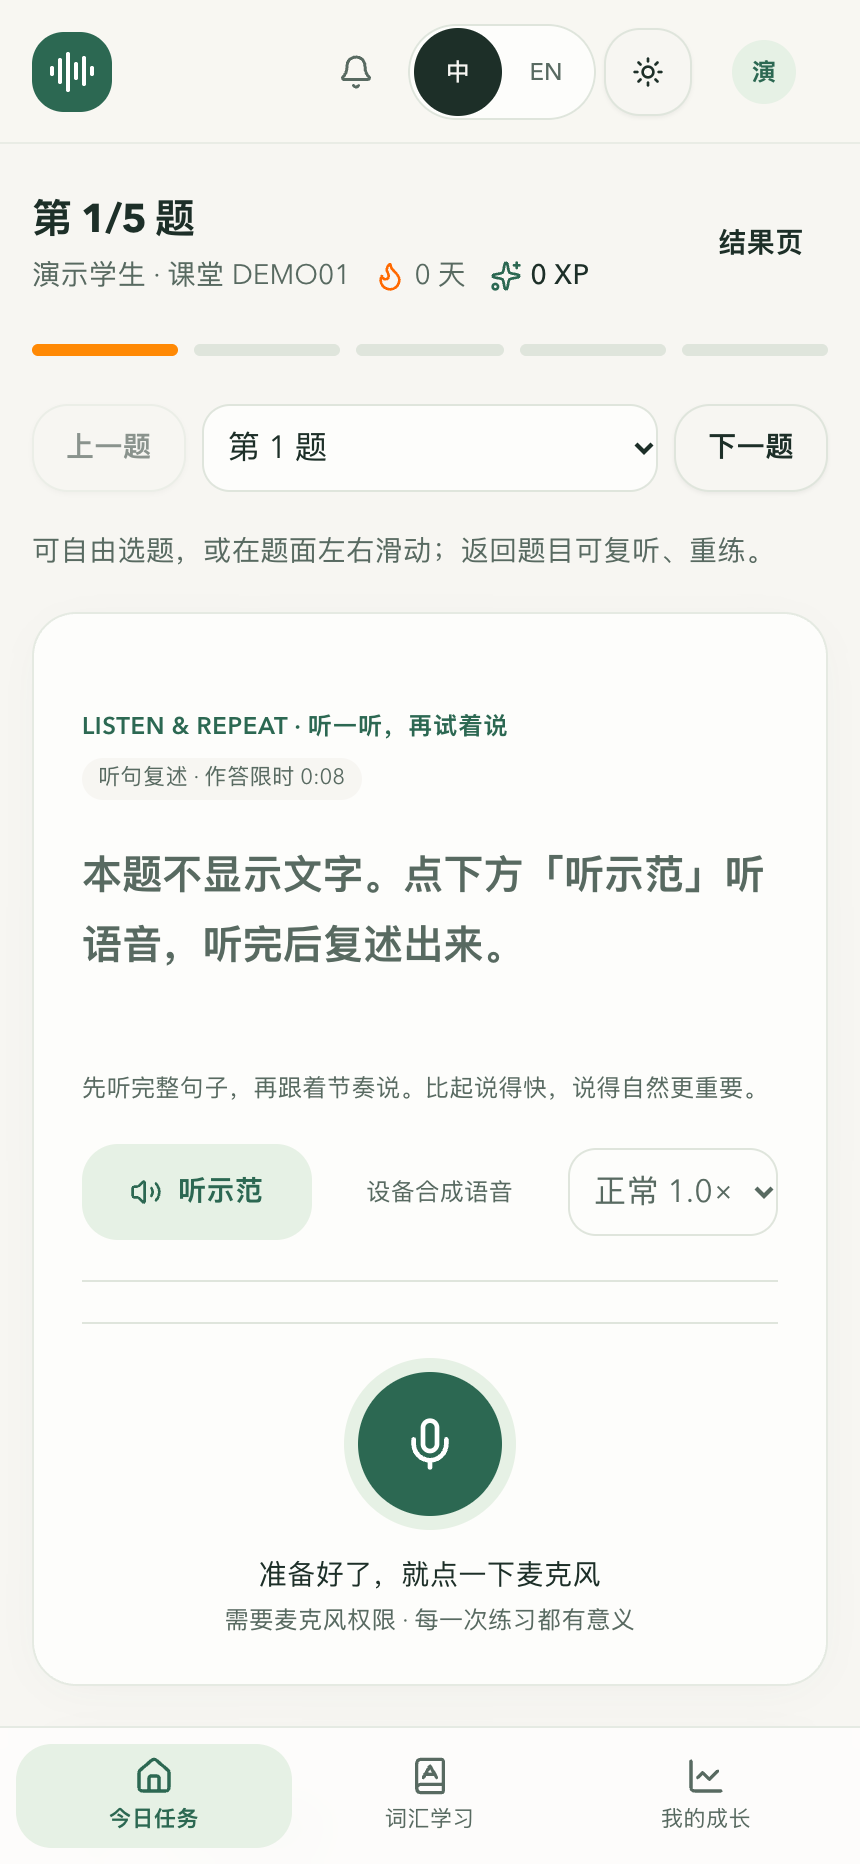 中 EN 演
第 1/5 题
结果页
演示学生 · 课堂 DEMO01 0 天 0 XP
上一题 第 1 题 下一题
可自由选题，或在题面左右滑动；返回题目可复听、重练。
LISTEN & REPEAT · 听一听，再试着说
听句复述 · 作答限时 0:08
本题不显示文字。点下方「听示范」听
语音，听完后复述出来。
先听完整句子，再跟着节奏说。比起说得快，说得自然更重要。
听示范 设备合成语音 正常 1.0×
准备好了，就点一下麦克风
需要麦克风权限 · 每一次练习都有意义
今日任务 词汇学习 我的成长